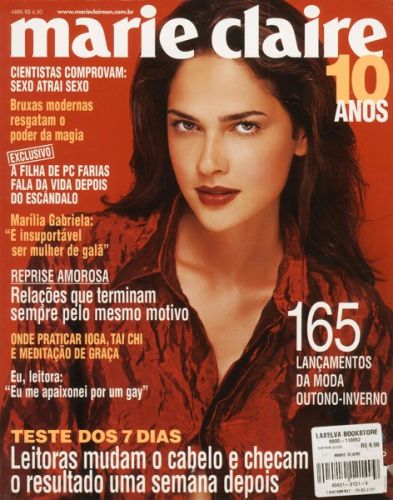 ABRIL R$ 6,50
www.marieclaireon.com.br
marie claire
10
ANOS
CIENTISTAS COMPROVAM:
SEXO ATRAI SEXO
Bruxas modernas
resgatam o
poder da magia
EXCLUSIVO
A FILHA DE PC FARIAS
FALA DA VIDA DEPOIS
DO ESCÂNDALO
Marília Gabriela:
“É insuportável
ser mulher de galã”
REPRISE AMOROSA
Relações que terminam
sempre pelo mesmo motivo
ONDE PRATICAR IOGA, TAI CHI
E MEDITAÇÃO DE GRAÇA
Eu, leitora:
“Eu me apaixonei por um gay”
165
LANÇAMENTOS
DA MODA
OUTONO-INVERNO
TESTE DOS 7 DIAS
Leitoras mudam o cabelo e checam
o resultado uma semana depois
LASELVA BOOKSTORE
R$ 6,50
MARIE CLAIRE